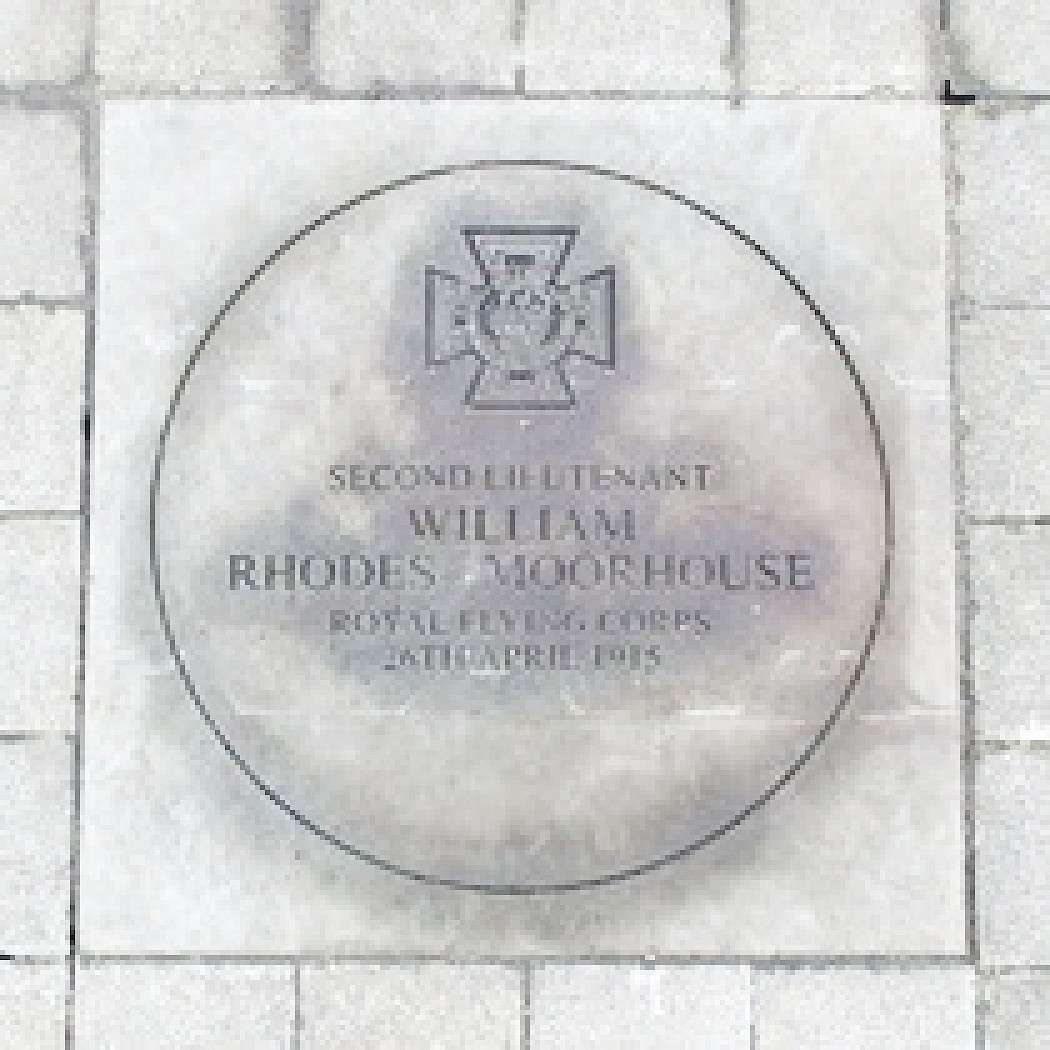 SECOND LIEUTENANT
WILLIAM
RHODES - MOORHOUSE
ROYAL FLYING CORPS
26TH APRIL 1915